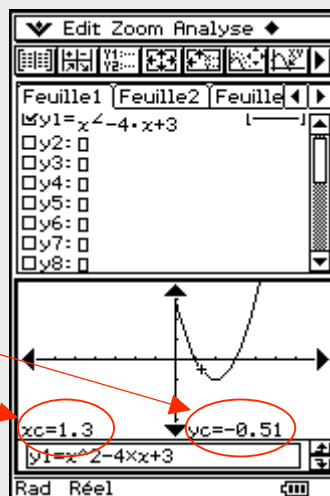 Edit Zoom Analyse
Feuille1 Feuille2 Feuille
y1=x²-4·x+3
y2:
y3:
y4:
y5:
y6:
y7:
y8:
xc=1.3 yc=-0.51
y1=x^2-4×x+3
Rad Réel